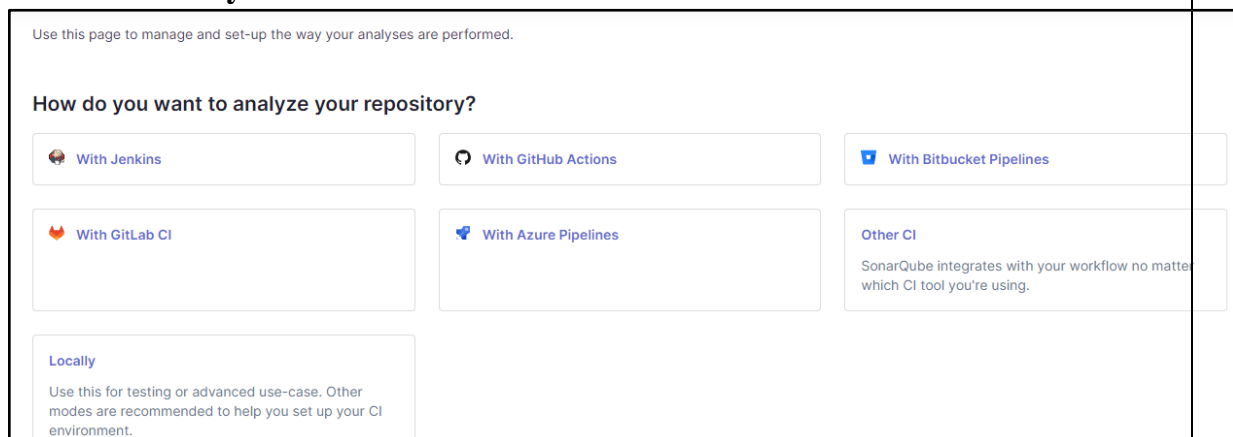 Use this page to manage and set-up the way your analyses are performed.
How do you want to analyze your repository?
With Jenkins
With GitHub Actions
With Bitbucket Pipelines
With GitLab CI
With Azure Pipelines
Other CI
SonarQube integrates with your workflow no matter
which CI tool you're using.
Locally
Use this for testing or advanced use-case. Other
modes are recommended to help you set up your CI
environment.